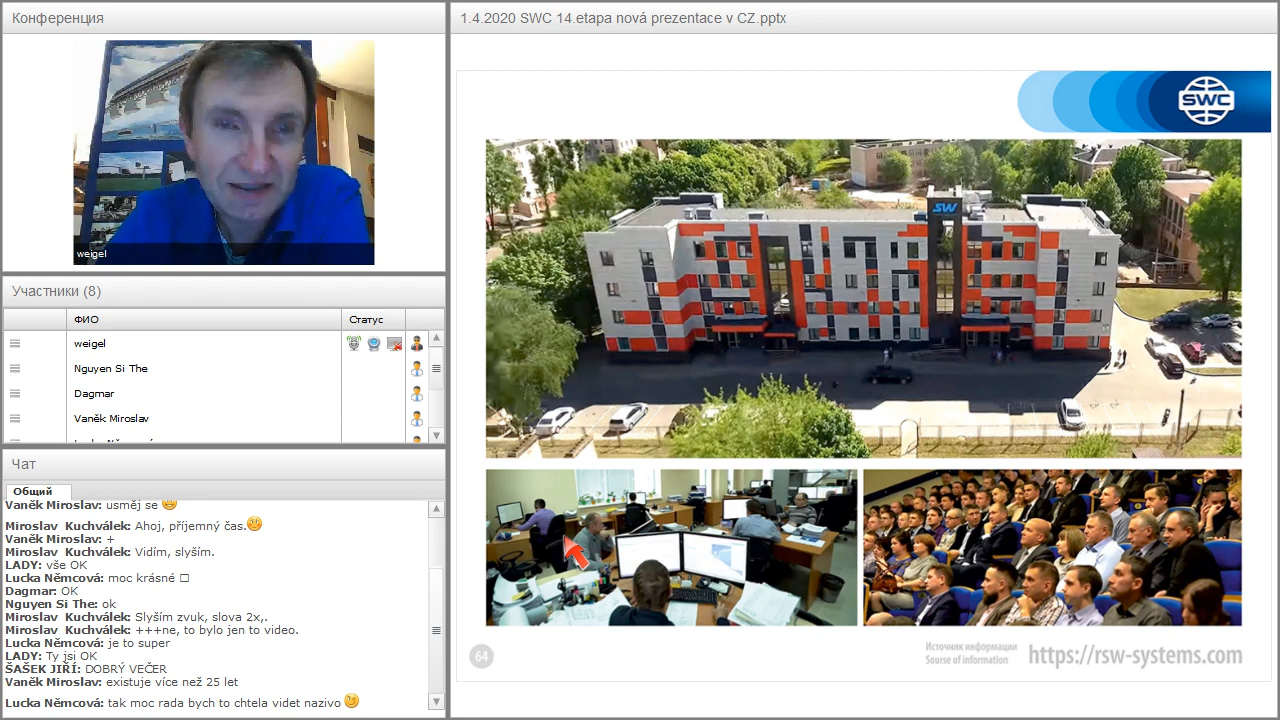 Конференция
weigel
Участники (8)
ФИО Статус
weigel
Nguyen Si The
Dagmar
Vaněk Miroslav
Чат
Общий
Vaněk Miroslav: usměj se
Miroslav Kuchválek: Ahoj, příjemný čas.
Vaněk Miroslav: +
Miroslav Kuchválek: Vidím, slyším.
LADY: vše OK
Lucka Němcová: moc krásné □
Dagmar: OK
Nguyen Si The: ok
Miroslav Kuchválek: Slyším zvuk, slova 2x,.
Miroslav Kuchválek: +++ne, to bylo jen to video.
Lucka Němcová: je to super
LADY: Ty jsi OK
ŠAŠEK JIŘÍ: DOBRÝ VEČER
Vaněk Miroslav: existuje více než 25 let
Lucka Němcová: tak moc rada bych to chtela videt nazivo
1.4.2020 SWC 14.etapa nová prezentace v CZ.pptx
SWC
SW
64
Источник информации
Sourse of information
https://rsw-systems.com